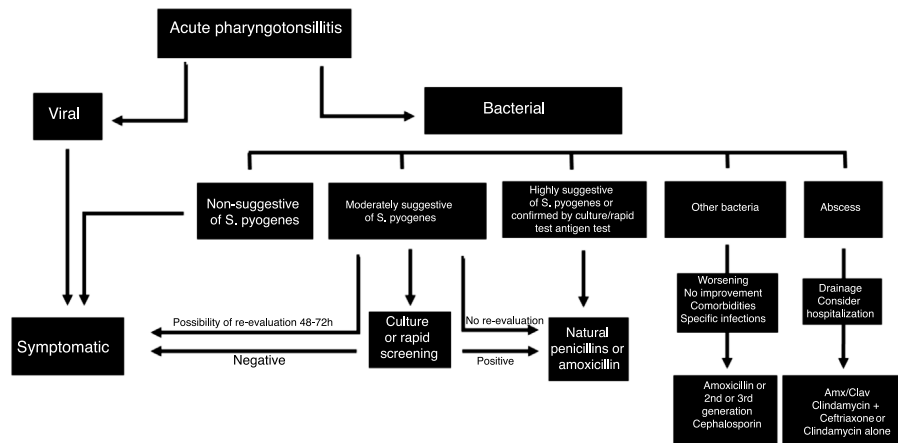 Acute pharyngotonsillitis
Viral
Bacterial
Non-suggestive
of S. pyogenes
Moderately suggestive
of S. pyogenes
Highly suggestive
of S. pyogenes or
confirmed by culture/rapid
test antigen test
Other bacteria
Abscess
Worsening
No improvement
Comorbidities
Specific infections
Drainage
Consider
hospitalization
Possibility of re-evaluation 48-72h
No re-evaluation
Symptomatic
Culture
or rapid
screening
Natural
penicillins or
amoxicillin
Negative
Positive
Amoxicillin or
2nd or 3rd
generation
Cephalosporin
Amx/Clav
Clindamycin +
Ceftriaxone or
Clindamycin alone